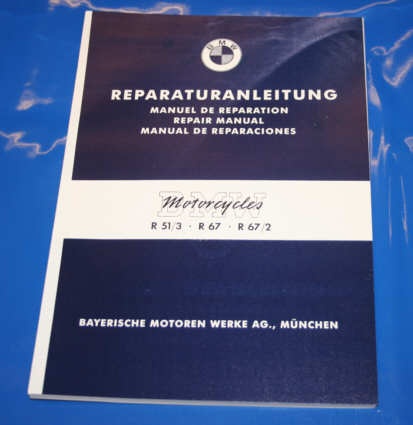 BMW
REPARATURANLEITUNG
MANUEL DE REPARATION
REPAIR MANUAL
MANUAL DE REPARACIONES
BMW
Motorcycles
R 51/3 · R 67 · R 67/2
BAYERISCHE MOTOREN WERKE AG., MÜNCHEN